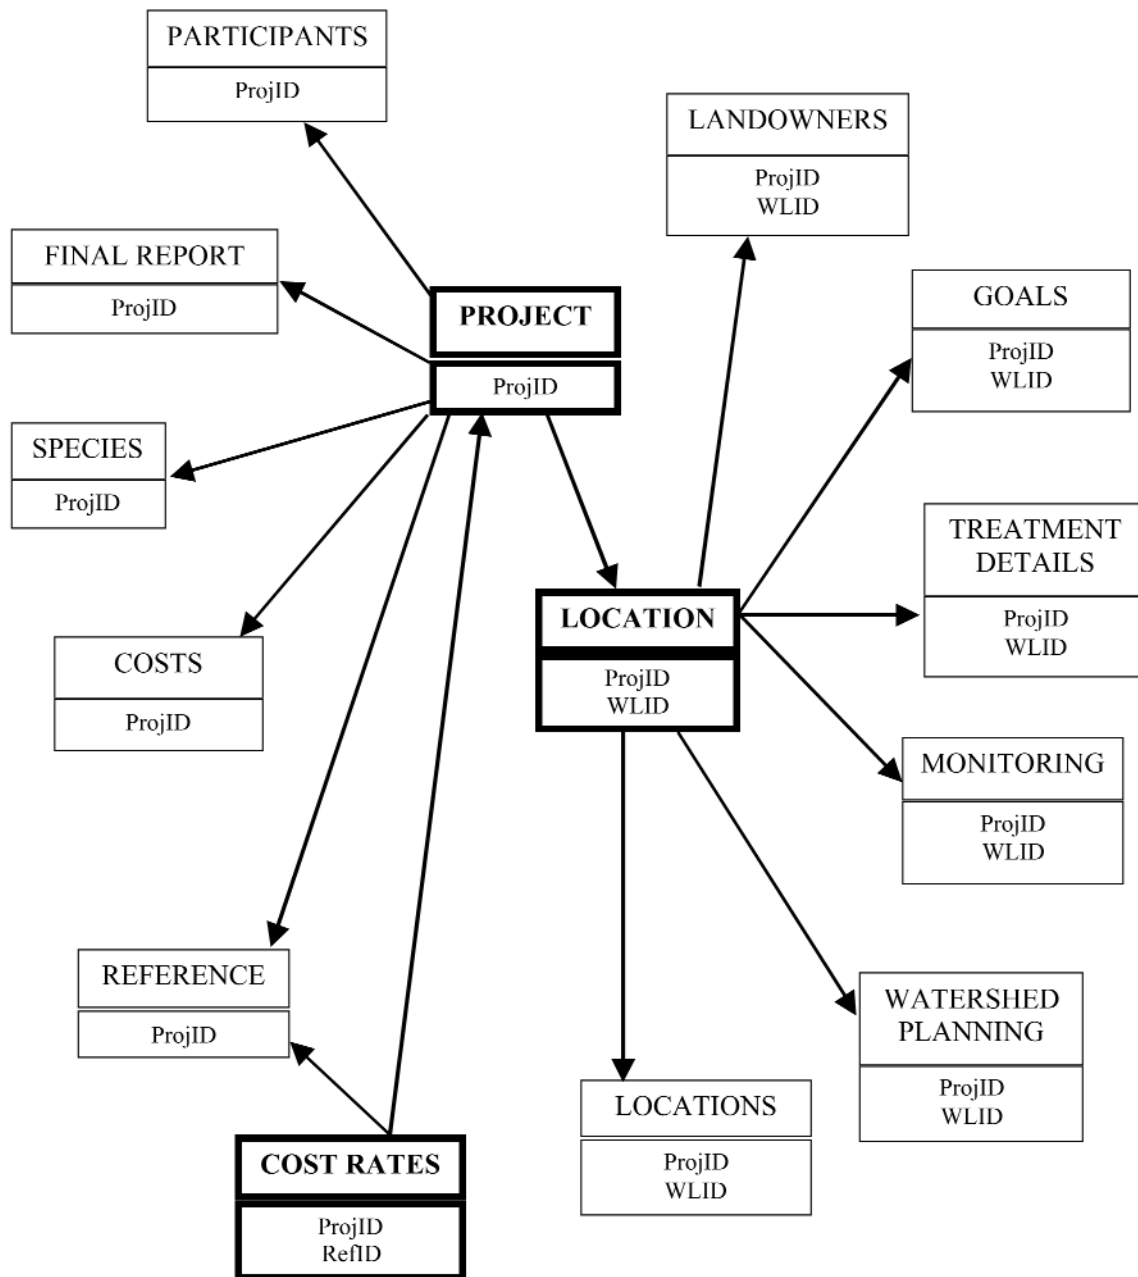 PARTICIPANTS
ProjID
LANDOWNERS
ProjID
WLID
FINAL REPORT
ProjID
GOALS
ProjID
WLID
PROJECT
ProjID
SPECIES
ProjID
TREATMENT
DETAILS
ProjID
WLID
LOCATION
ProjID
WLID
COSTS
ProjID
MONITORING
ProjID
WLID
REFERENCE
ProjID
WATERSHED
PLANNING
ProjID
WLID
LOCATIONS
ProjID
WLID
COST RATES
ProjID
RefID